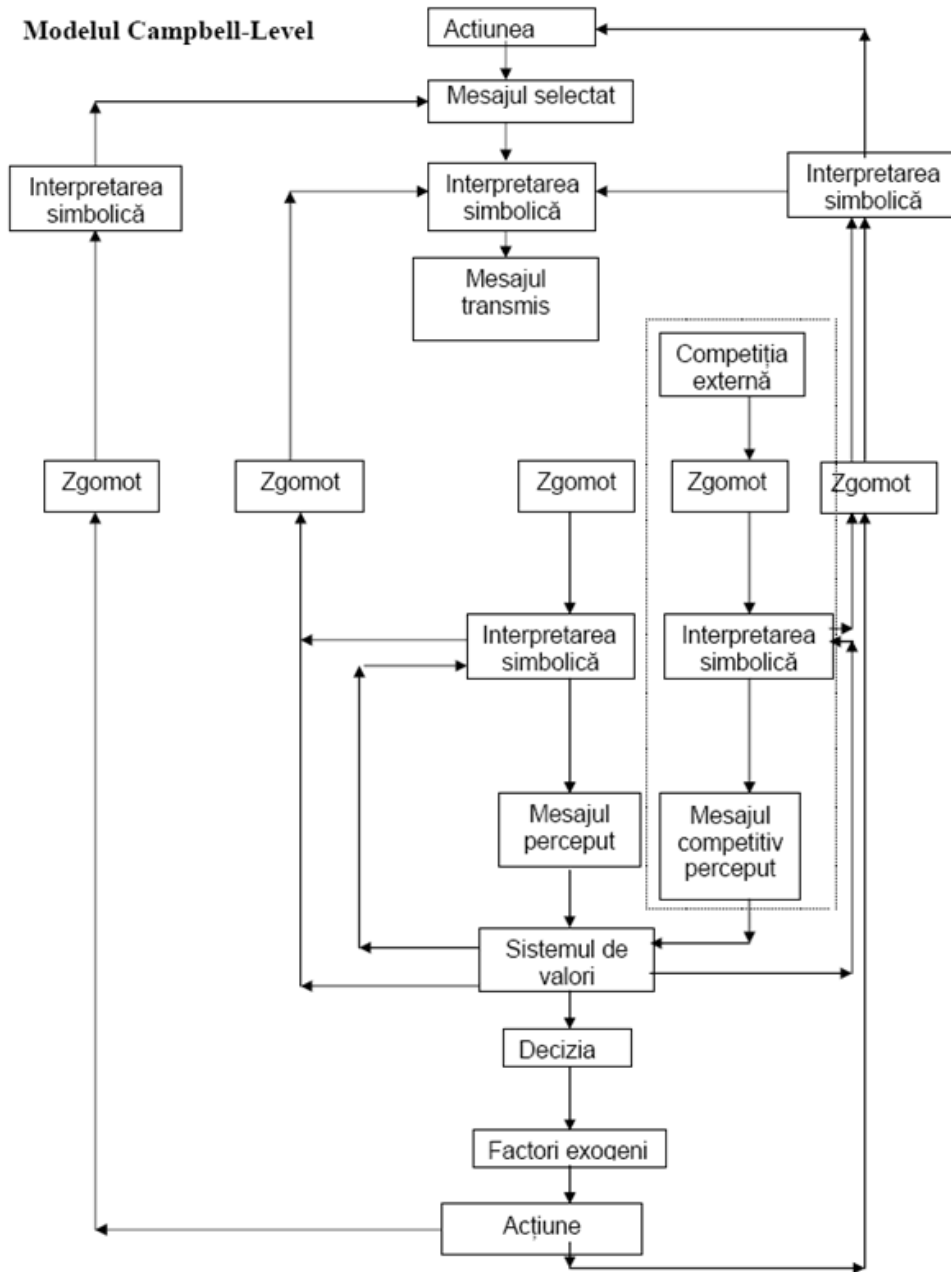 Modelul Campbell-Level
Actiunea
Mesajul selectat
Interpretarea
simbolică
Interpretarea
simbolică
Interpretarea
simbolică
Mesajul
transmis
Competiția
externă
Zgomot
Zgomot
Zgomot
Zgomot
Zgomot
Interpretarea
simbolică
Interpretarea
simbolică
Mesajul
perceput
Mesajul
competitiv
perceput
Sistemul de
valori
Decizia
Factori exogeni
Acțiune